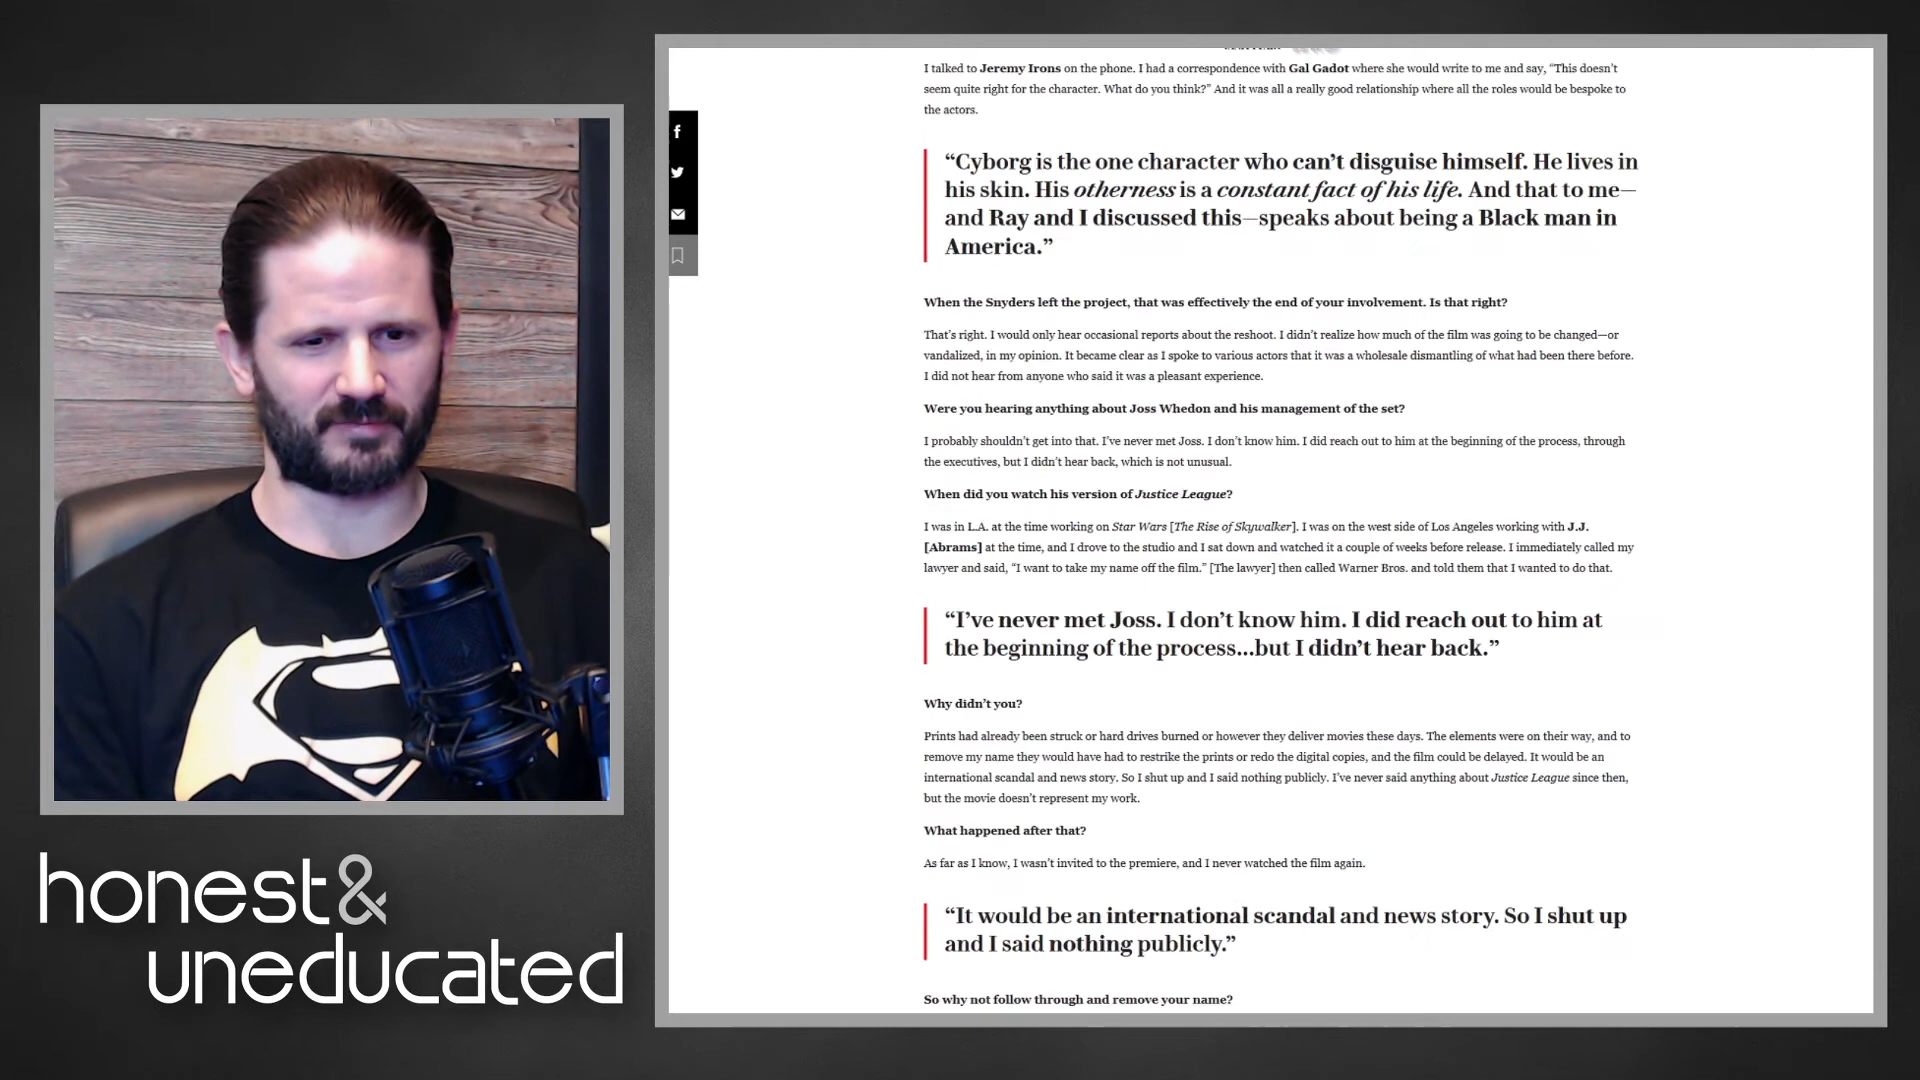 I talked to Jeremy Irons on the phone. I had a correspondence with Gal Gadot where she would write to me and say, “This doesn’t
seem quite right for the character. What do you think?” And it was all a really good relationship where all the roles would be bespoke to
the actors.
“Cyborg is the one character who can’t disguise himself. He lives in
his skin. His otherness is a constant fact of his life. And that to me—
and Ray and I discussed this—speaks about being a Black man in
America.”
When the Snyders left the project, that was effectively the end of your involvement. Is that right?
That’s right. I would only hear occasional reports about the reshoot. I didn’t realize how much of the film was going to be changed—or
vandalized, in my opinion. It became clear as I spoke to various actors that it was a wholesale dismantling of what had been there before.
I did not hear from anyone who said it was a pleasant experience.
Were you hearing anything about Joss Whedon and his management of the set?
I probably shouldn’t get into that. I’ve never met Joss. I don’t know him. I did reach out to him at the beginning of the process, through
the executives, but I didn’t hear back, which is not unusual.
When did you watch his version of Justice League?
I was in L.A. at the time working on Star Wars [The Rise of Skywalker]. I was on the west side of Los Angeles working with J.J.
[Abrams] at the time, and I drove to the studio and I sat down and watched it a couple of weeks before release. I immediately called my
lawyer and said, “I want to take my name off the film.” [The lawyer] then called Warner Bros. and told them that I wanted to do that.
“I’ve never met Joss. I don’t know him. I did reach out to him at
the beginning of the process...but I didn’t hear back.”
Why didn’t you?
Prints had already been struck or hard drives burned or however they deliver movies these days. The elements were on their way, and to
remove my name they would have had to restrike the prints or redo the digital copies, and the film could be delayed. It would be an
international scandal and news story. So I shut up and I said nothing publicly. I’ve never said anything about Justice League since then,
but the movie doesn’t represent my work.
What happened after that?
As far as I know, I wasn’t invited to the premiere, and I never watched the film again.
“It would be an international scandal and news story. So I shut up
and I said nothing publicly.”
So why not follow through and remove your name?
honest&
uneducated